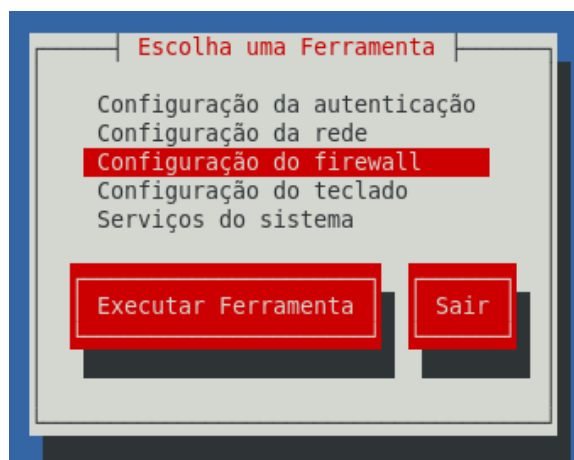 Escolha uma Ferramenta
Configuração da autenticação
Configuração da rede
Configuração do firewall
Configuração do teclado
Serviços do sistema
Executar Ferramenta
Sair